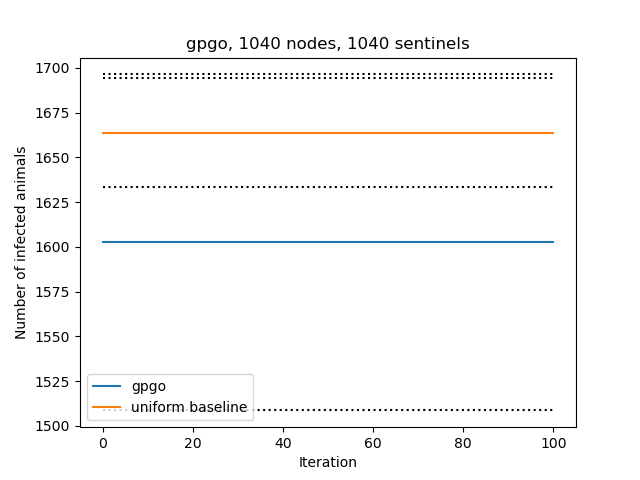 gpgo, 1040 nodes, 1040 sentinels
1700
1675
1650
1625
1600
1575
1550
1525
1500
Number of infected animals
gpgo
uniform baseline
0 20 40 60 80 100
Iteration